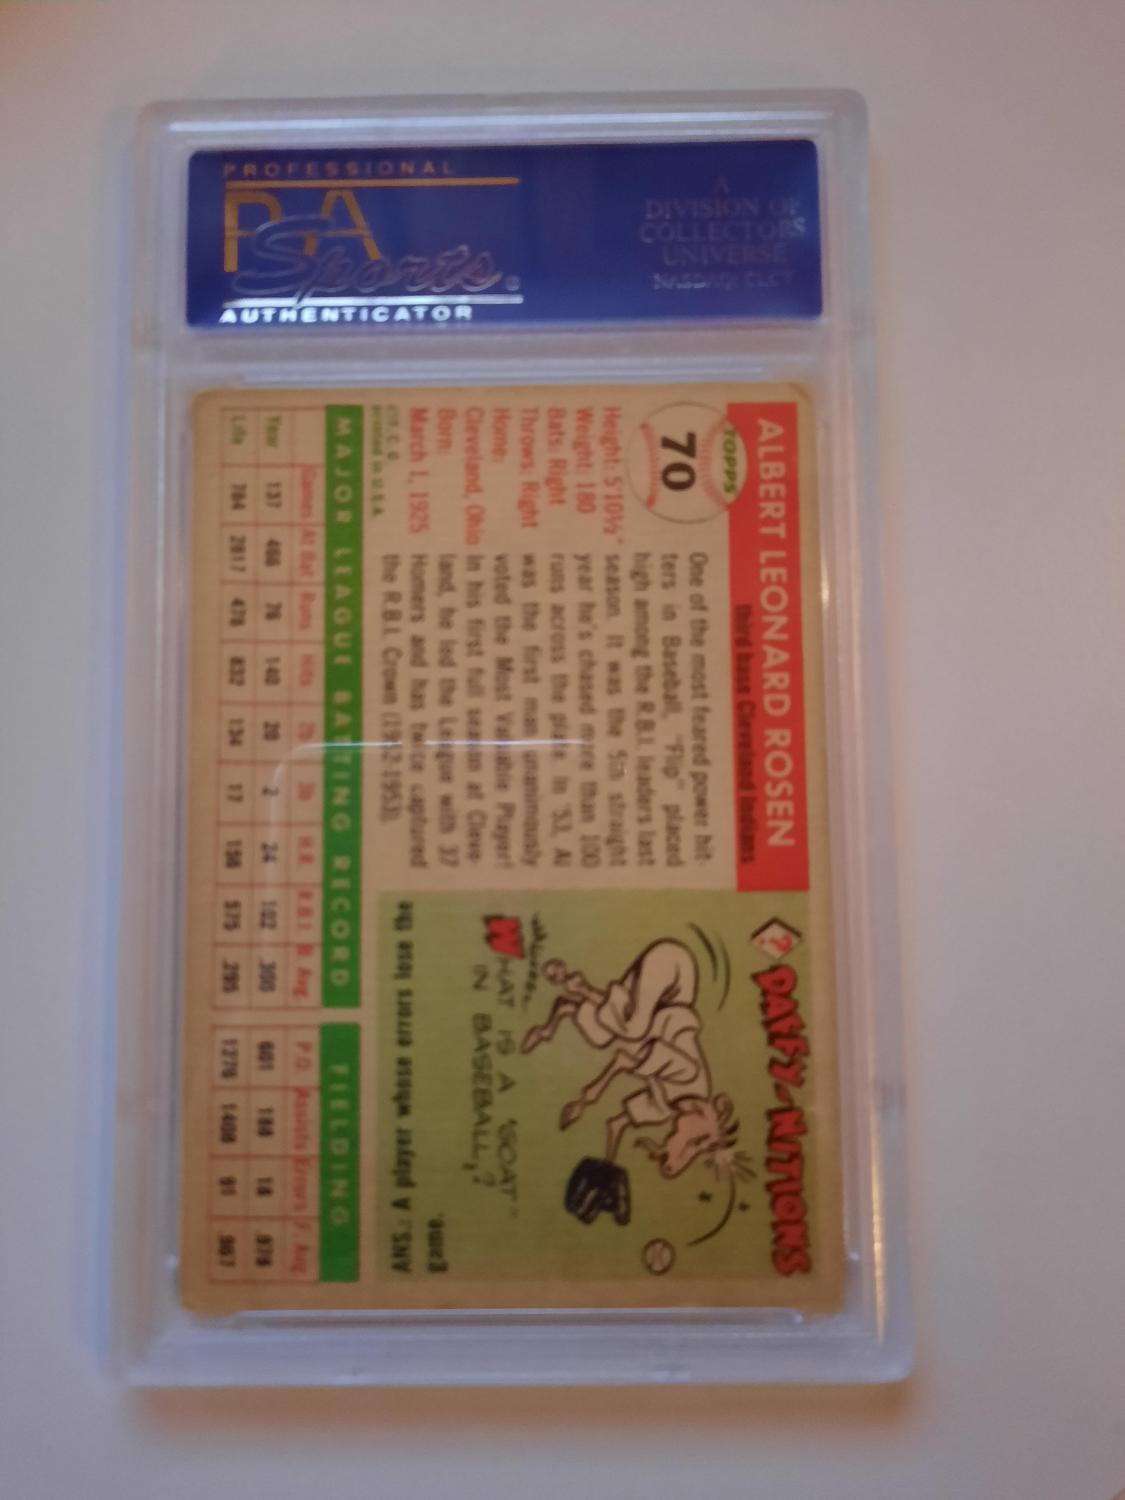 PROFESSIONAL
PSA
Sports
AUTHENTICATOR
A
DIVISION OF
COLLECTORS
UNIVERSE
NASDAQ: CLCT
TOPPS
70
ALBERT LEONARD ROSEN
third base Cleveland Indians
Height: 5'10½"
Weight: 180
Bats: Right
Throws: Right
Home:
Cleveland, Ohio
Born:
March 1, 1925
©T. C. G.
printed in U.S.A.
One of the most feared power hit-
ters in Baseball, "Flip" placed
high among the R.B.I. leaders last
season. It was the 5th straight
year he's chased more than 100
runs across the plate. In '53, Al
was the first man unanimously
voted the Most Valuable Player!
In his first full season at Cleve-
land, he led the League with 37
Homers and has twice captured
the R.B.I. Crown (1952-1953).
? DAFFY-NITIONS
WHAT IS A "GOAT"
IN BASEBALL?
ANS.: A player whose errors lose the
game.
MAJOR LEAGUE BATTING RECORD FIELDING
Games At Bat Runs Hits 2b 3b H.R. R.B.I. B. Avg. P.O. Assists Errors F. Avg.
Year 137 466 76 140 20 2 24 102 .300 601 188 18 .978
Life 784 2817 478 832 134 17 156 575 .295 1276 1408 91 .967